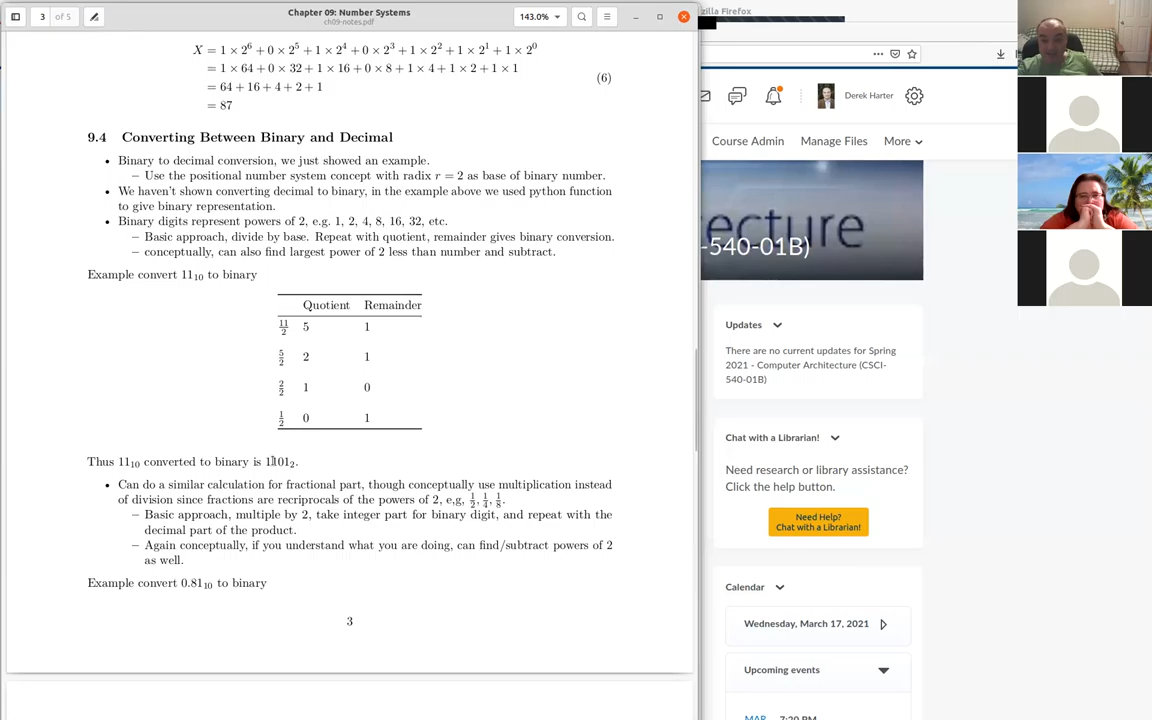 Chapter 09: Number Systems
ch09-notes.pdf
3 of 5
143.0%
zilla Firefox
X = 1 × 2^6 + 0 × 2^5 + 1 × 2^4 + 0 × 2^3 + 1 × 2^2 + 1 × 2^1 + 1 × 2^0
= 1 × 64 + 0 × 32 + 1 × 16 + 0 × 8 + 1 × 4 + 1 × 2 + 1 × 1
(6)
= 64 + 16 + 4 + 2 + 1
= 87
9.4 Converting Between Binary and Decimal
• Binary to decimal conversion, we just showed an example.
– Use the positional number system concept with radix r = 2 as base of binary number.
• We haven't shown converting decimal to binary, in the example above we used python function
to give binary representation.
• Binary digits represent powers of 2, e.g. 1, 2, 4, 8, 16, 32, etc.
– Basic approach, divide by base. Repeat with quotient, remainder gives binary conversion.
– conceptually, can also find largest power of 2 less than number and subtract.
Example convert 11₁₀ to binary
Quotient Remainder
11/2 5 1
5/2 2 1
2/2 1 0
1/2 0 1
Thus 11₁₀ converted to binary is 1101₂.
• Can do a similar calculation for fractional part, though conceptually use multiplication instead
of division since fractions are recriprocals of the powers of 2, e,g, 1/2, 1/4, 1/8.
– Basic approach, multiple by 2, take integer part for binary digit, and repeat with the
decimal part of the product.
– Again conceptually, if you understand what you are doing, can find/subtract powers of 2
as well.
Example convert 0.81₁₀ to binary
3
Derek Harter
Course Admin Manage Files More
ecture
-540-01B)
Updates
There are no current updates for Spring
2021 - Computer Architecture (CSCI-
540-01B)
Chat with a Librarian!
Need research or library assistance?
Click the help button.
Need Help?
Chat with a Librarian!
Calendar
Wednesday, March 17, 2021
Upcoming events
MAR 7:20 PM